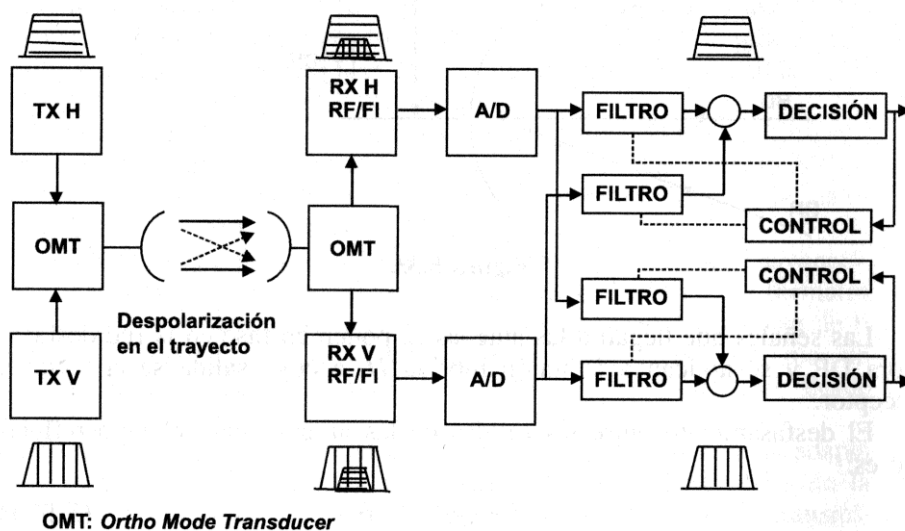 TX H
RX H
RF/FI
A/D
FILTRO
DECISIÓN
FILTRO
CONTROL
OMT
OMT
CONTROL
FILTRO
Despolarización
en el trayecto
TX V
RX V
RF/FI
A/D
FILTRO
DECISIÓN
OMT: Ortho Mode Transducer